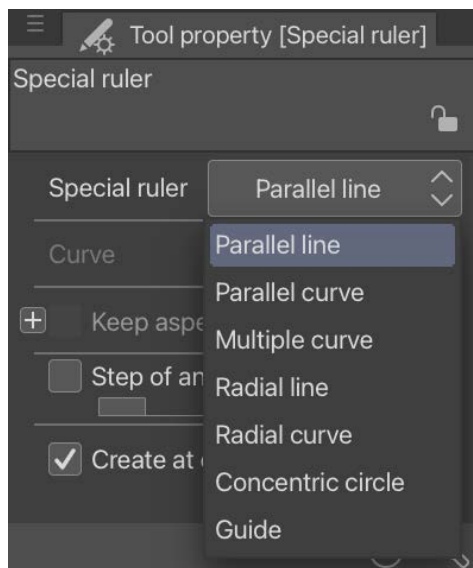 Tool property [Special ruler]
Special ruler
Special ruler Parallel line
Parallel line
Curve
Parallel curve
Multiple curve
Keep aspe
Radial line
Step of an
Radial curve
Create at
Concentric circle
Guide